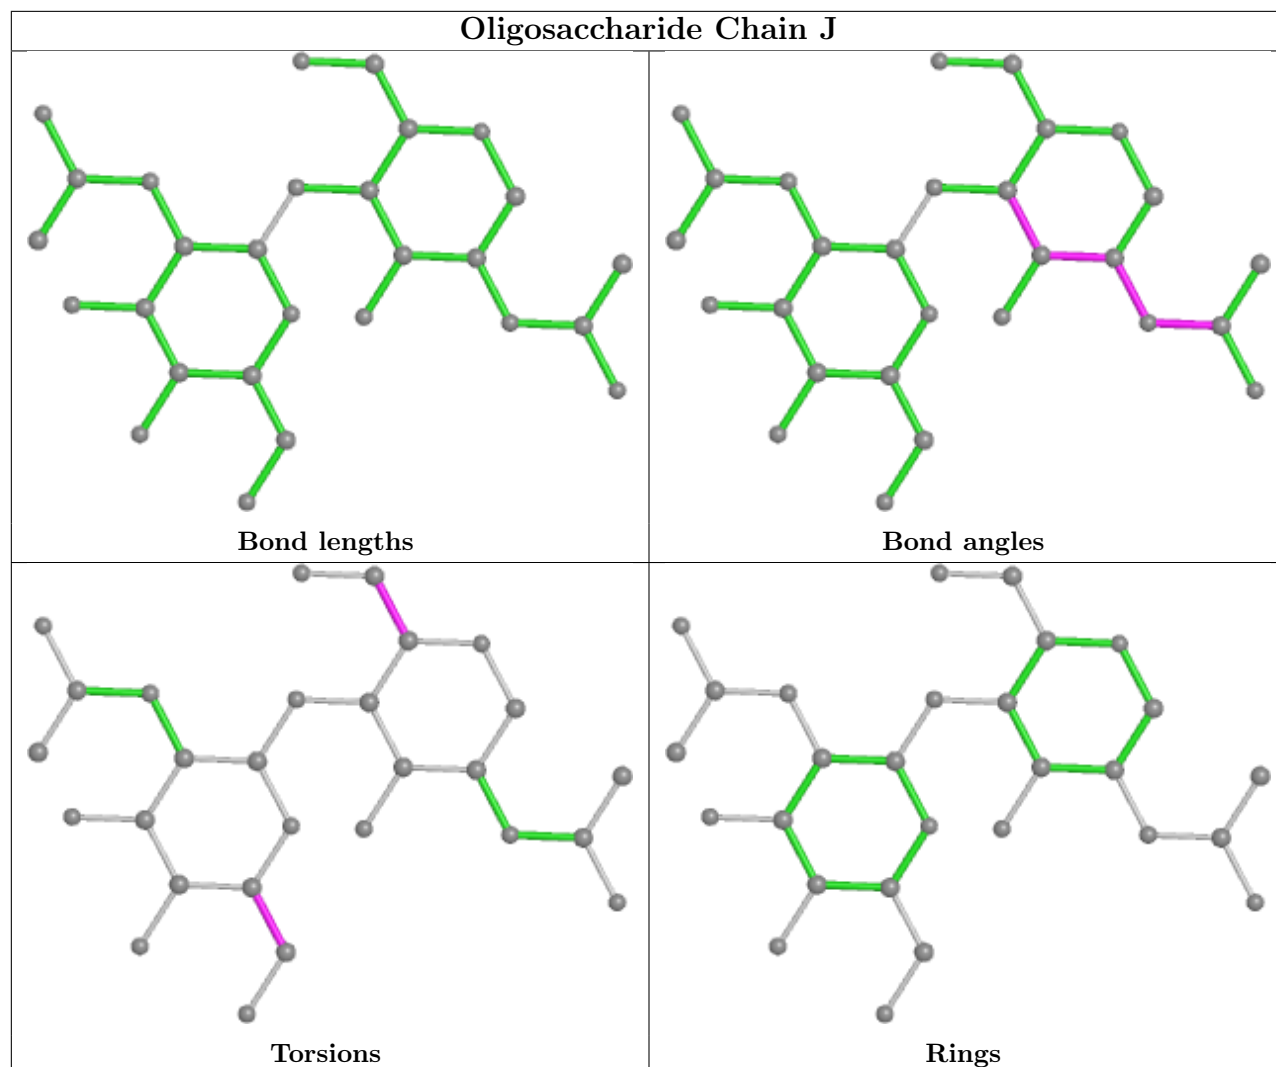 Oligosaccharide Chain J
Bond lengths
Bond angles
Torsions
Rings